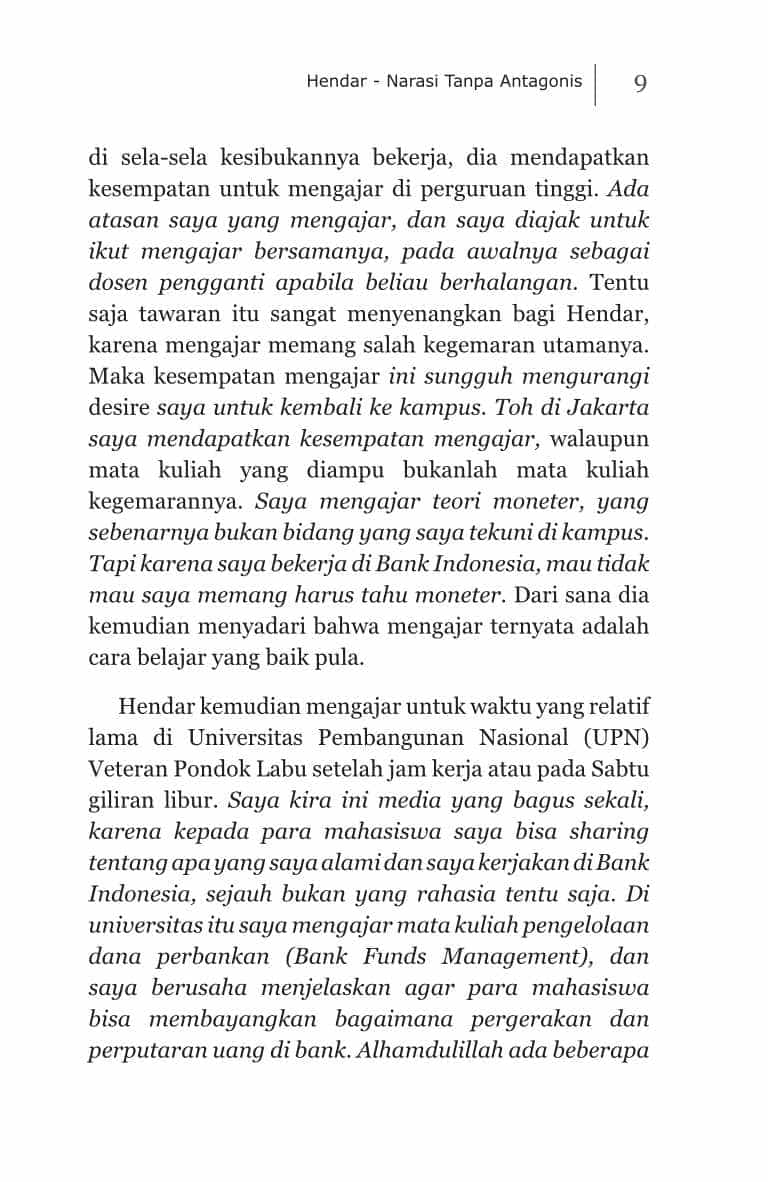 Hendar - Narasi Tanpa Antagonis 9
di sela-sela kesibukannya bekerja, dia mendapatkan
kesempatan untuk mengajar di perguruan tinggi. Ada
atasan saya yang mengajar, dan saya diajak untuk
ikut mengajar bersamanya, pada awalnya sebagai
dosen pengganti apabila beliau berhalangan. Tentu
saja tawaran itu sangat menyenangkan bagi Hendar,
karena mengajar memang salah kegemaran utamanya.
Maka kesempatan mengajar ini sungguh mengurangi
desire saya untuk kembali ke kampus. Toh di Jakarta
saya mendapatkan kesempatan mengajar, walaupun
mata kuliah yang diampu bukanlah mata kuliah
kegemarannya. Saya mengajar teori moneter, yang
sebenarnya bukan bidang yang saya tekuni di kampus.
Tapi karena saya bekerja di Bank Indonesia, mau tidak
mau saya memang harus tahu moneter. Dari sana dia
kemudian menyadari bahwa mengajar ternyata adalah
cara belajar yang baik pula.
Hendar kemudian mengajar untuk waktu yang relatif
lama di Universitas Pembangunan Nasional (UPN)
Veteran Pondok Labu setelah jam kerja atau pada Sabtu
giliran libur. Saya kira ini media yang bagus sekali,
karena kepada para mahasiswa saya bisa sharing
tentang apa yang saya alami dan saya kerjakan di Bank
Indonesia, sejauh bukan yang rahasia tentu saja. Di
universitas itu saya mengajar mata kuliah pengelolaan
dana perbankan (Bank Funds Management), dan
saya berusaha menjelaskan agar para mahasiswa
bisa membayangkan bagaimana pergerakan dan
perputaran uang di bank. Alhamdulillah ada beberapa